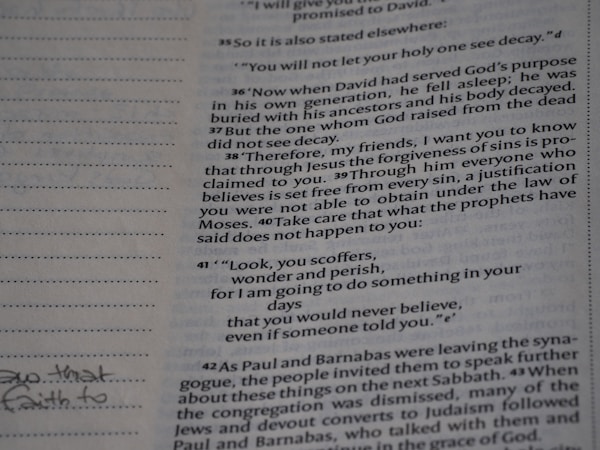 '"I will give you the
promised to David.'
35 So it is also stated elsewhere:
'"You will not let your holy one see decay."d
36 'Now when David had served God's purpose
in his own generation, he fell asleep; he was
buried with his ancestors and his body decayed.
37 But the one whom God raised from the dead
did not see decay.
38 'Therefore, my friends, I want you to know
that through Jesus the forgiveness of sins is pro-
claimed to you. 39 Through him everyone who
believes is set free from every sin, a justification
you were not able to obtain under the law of
Moses. 40 Take care that what the prophets have
said does not happen to you:
41 '"Look, you scoffers,
wonder and perish,
for I am going to do something in your
days
that you would never believe,
even if someone told you."e'
42 As Paul and Barnabas were leaving the syna-
gogue, the people invited them to speak further
about these things on the next Sabbath. 43 When
the congregation was dismissed, many of the
Jews and devout converts to Judaism followed
Paul and Barnabas, who talked with them and
in the grace of God.
that
faith to